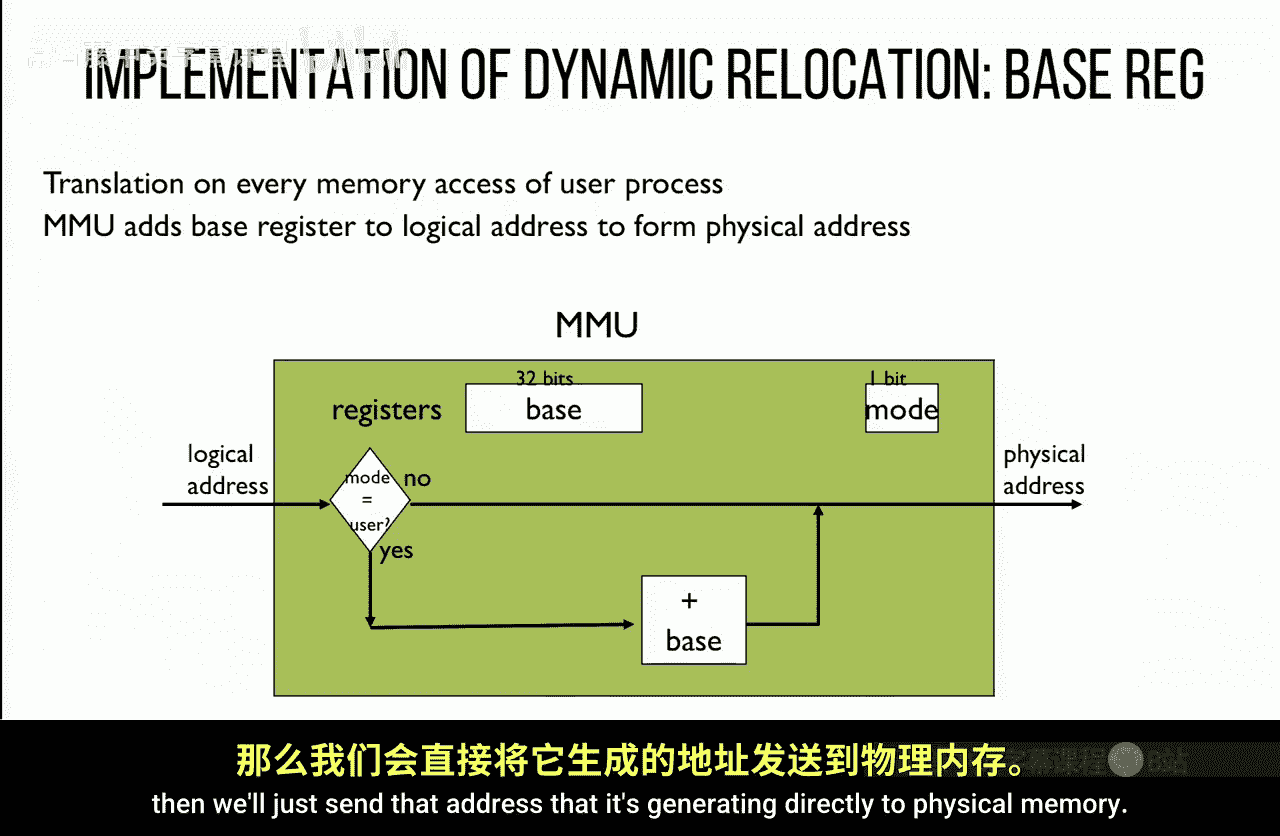 IMPLEMENTATION OF DYNAMIC RELOCATION: BASE REG
Translation on every memory access of user process
MMU adds base register to logical address to form physical address
MMU
32 bits
1 bit
registers
base
mode
logical
address
mode
=
user?
no
yes
physical
address
+
base
那么我们会直接将它生成的地址发送到物理内存。
then we'll just send that address that it's generating directly to physical memory.